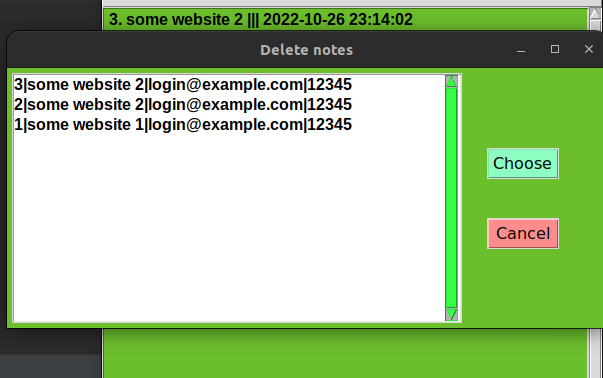 3. some website 2 ||| 2022-10-26 23:14:02
Delete notes
3|some website 2|login@example.com|12345
2|some website 2|login@example.com|12345
1|some website 1|login@example.com|12345
Choose
Cancel